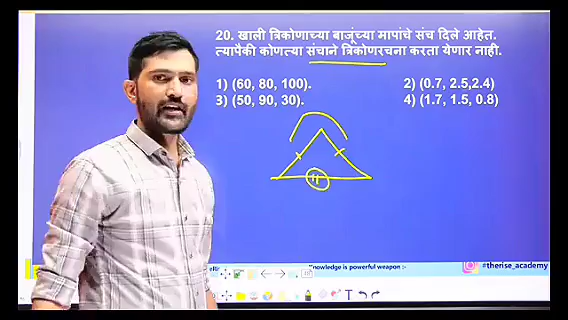 20. खाली त्रिकोणाच्या बाजूंच्या मापांचे संच दिले आहेत.
त्यापैकी कोणत्या संचाने त्रिकोणरचना करता येणार नाही.
1) (60, 80, 100).
2) (0.7, 2.5,2.4)
3) (50, 90, 30).
4) (1.7, 1.5, 0.8)
nowledge is powerful weapon :-
#therise_academy